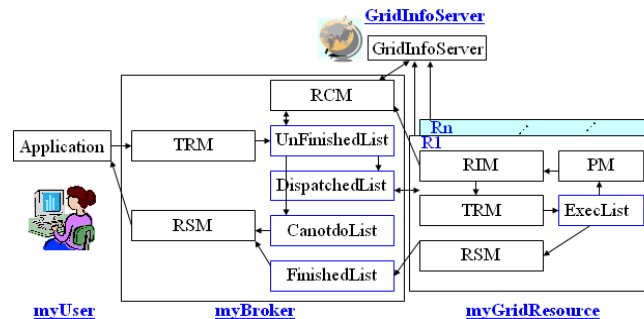 GridInfoServer
GridInfoServer
RCM
Rn
R1
Application
TRM
UnFinishedList
RIM
PM
DispatchedList
TRM
ExecList
RSM
CanotdoList
RSM
FinishedList
myUser
myBroker
myGridResource